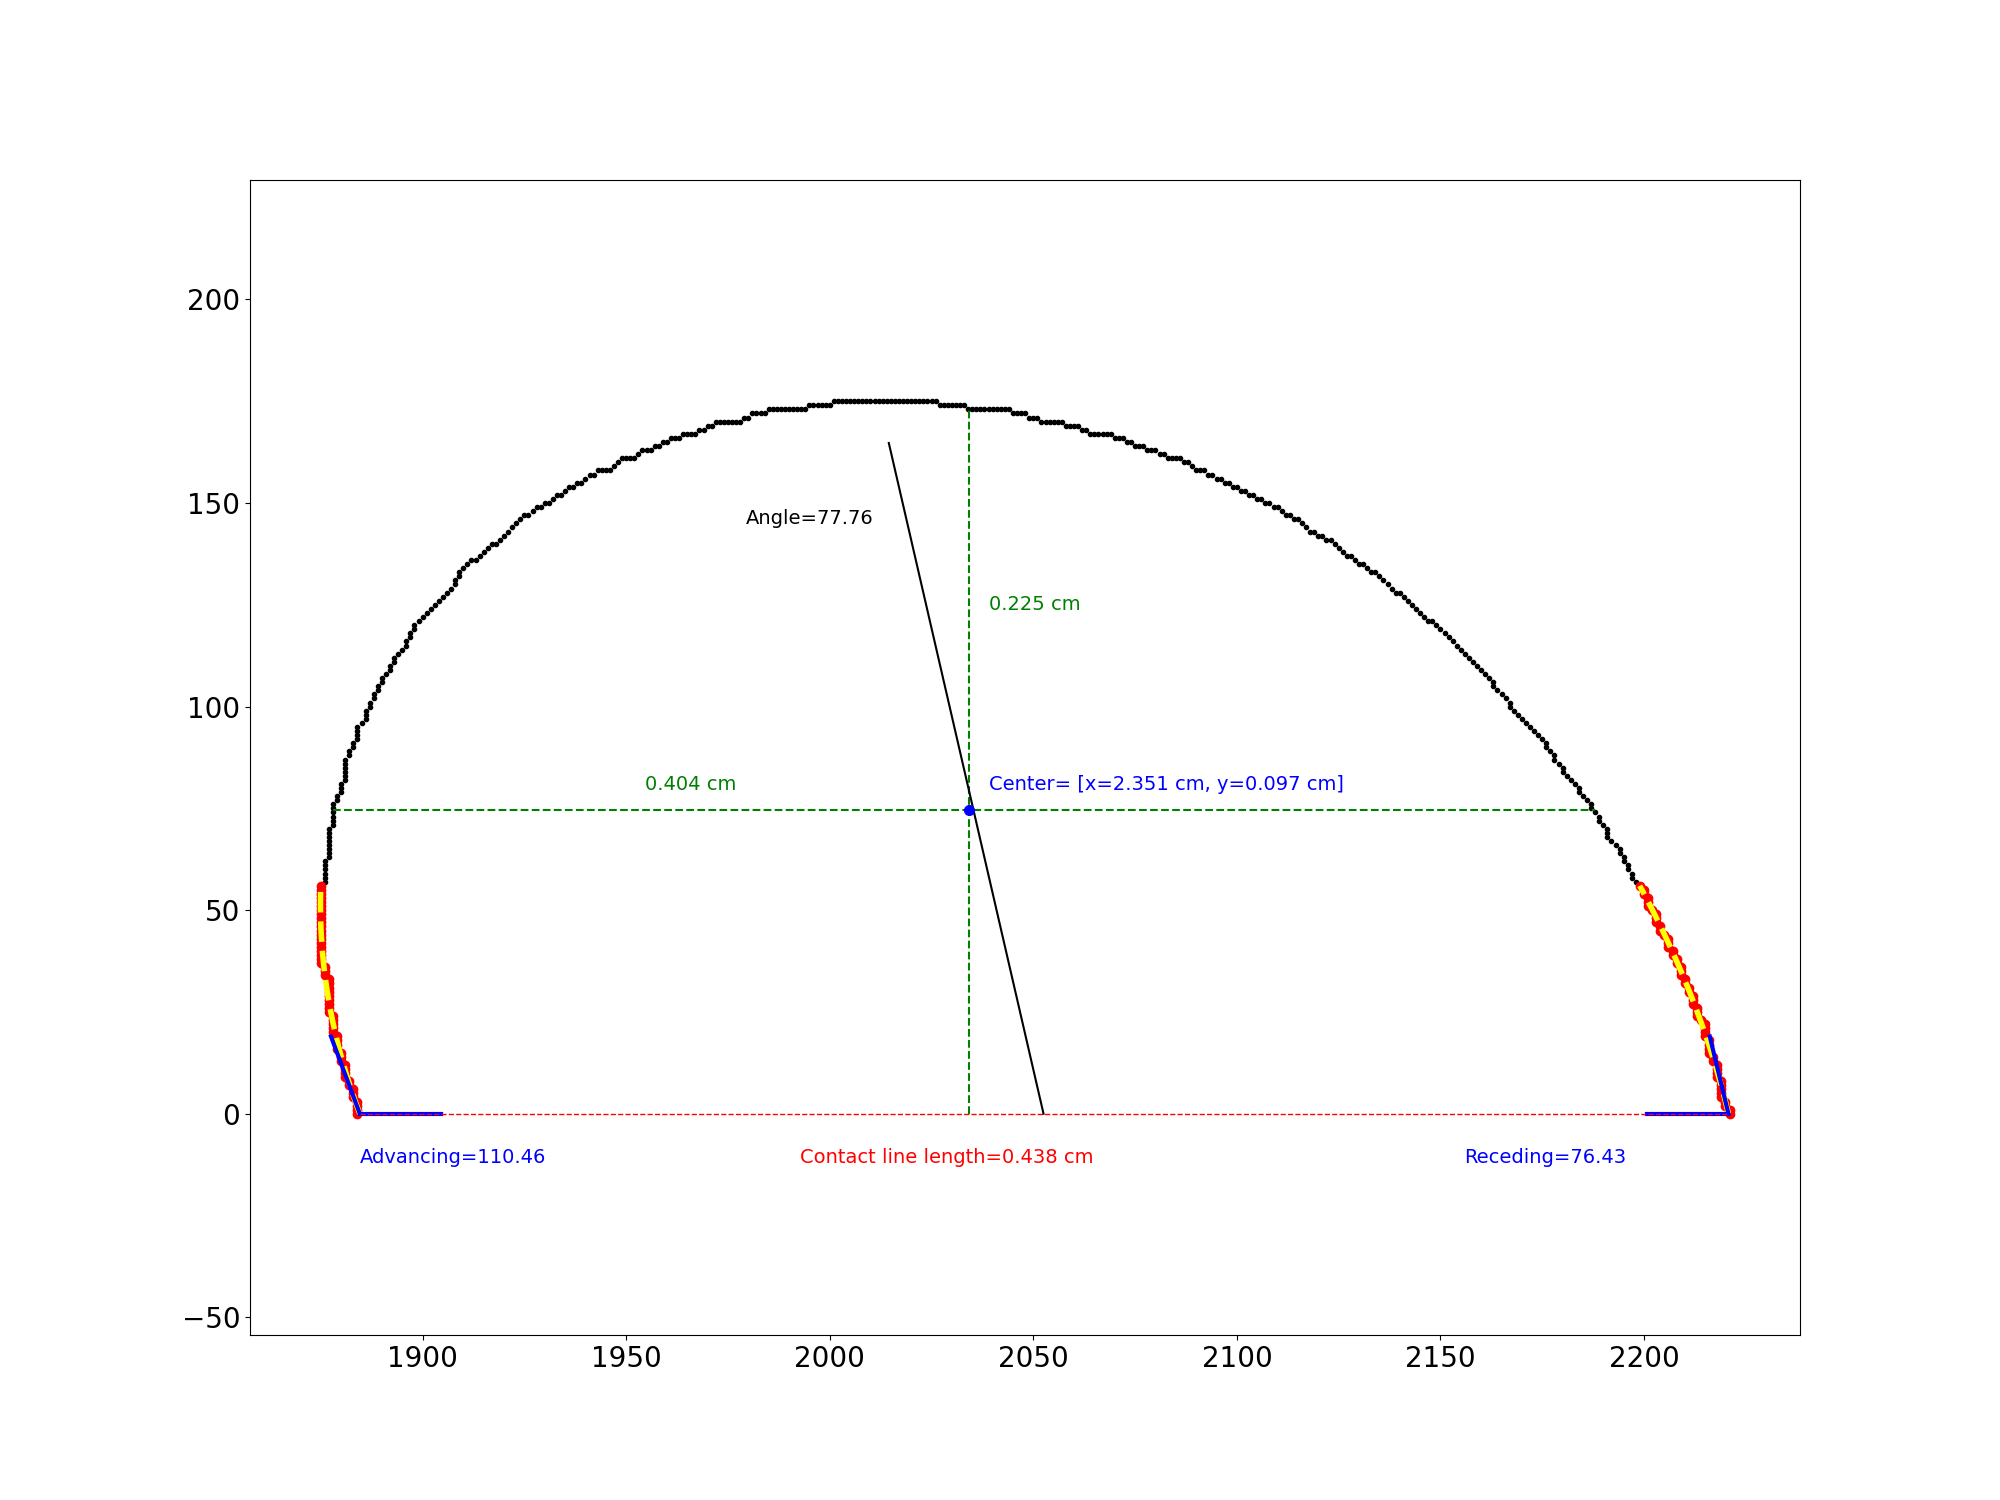 200
150
100
50
0
−50
Angle=77.76
0.225 cm
0.404 cm
Center= [x=2.351 cm, y=0.097 cm]
Advancing=110.46
Contact line length=0.438 cm
Receding=76.43
1900 1950 2000 2050 2100 2150 2200